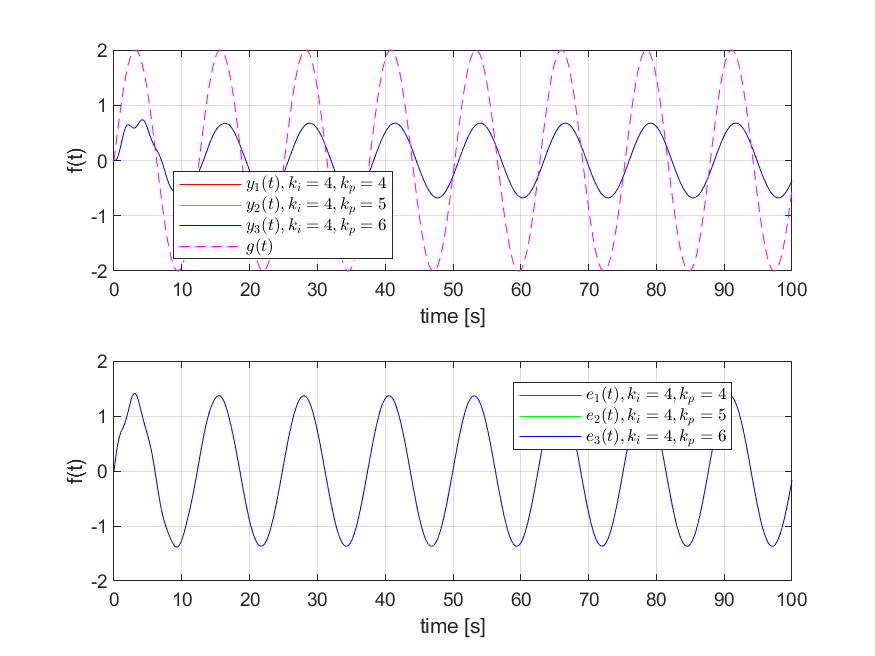 2
1
0
-1
-2
f(t)
y₁(t), kᵢ = 4, kₚ = 4
y₂(t), kᵢ = 4, kₚ = 5
y₃(t), kᵢ = 4, kₚ = 6
g(t)
0 10 20 30 40 50 60 70 80 90 100
time [s]
2
1
0
-1
-2
f(t)
e₁(t), kᵢ = 4, kₚ = 4
e₂(t), kᵢ = 4, kₚ = 5
e₃(t), kᵢ = 4, kₚ = 6
0 10 20 30 40 50 60 70 80 90 100
time [s]